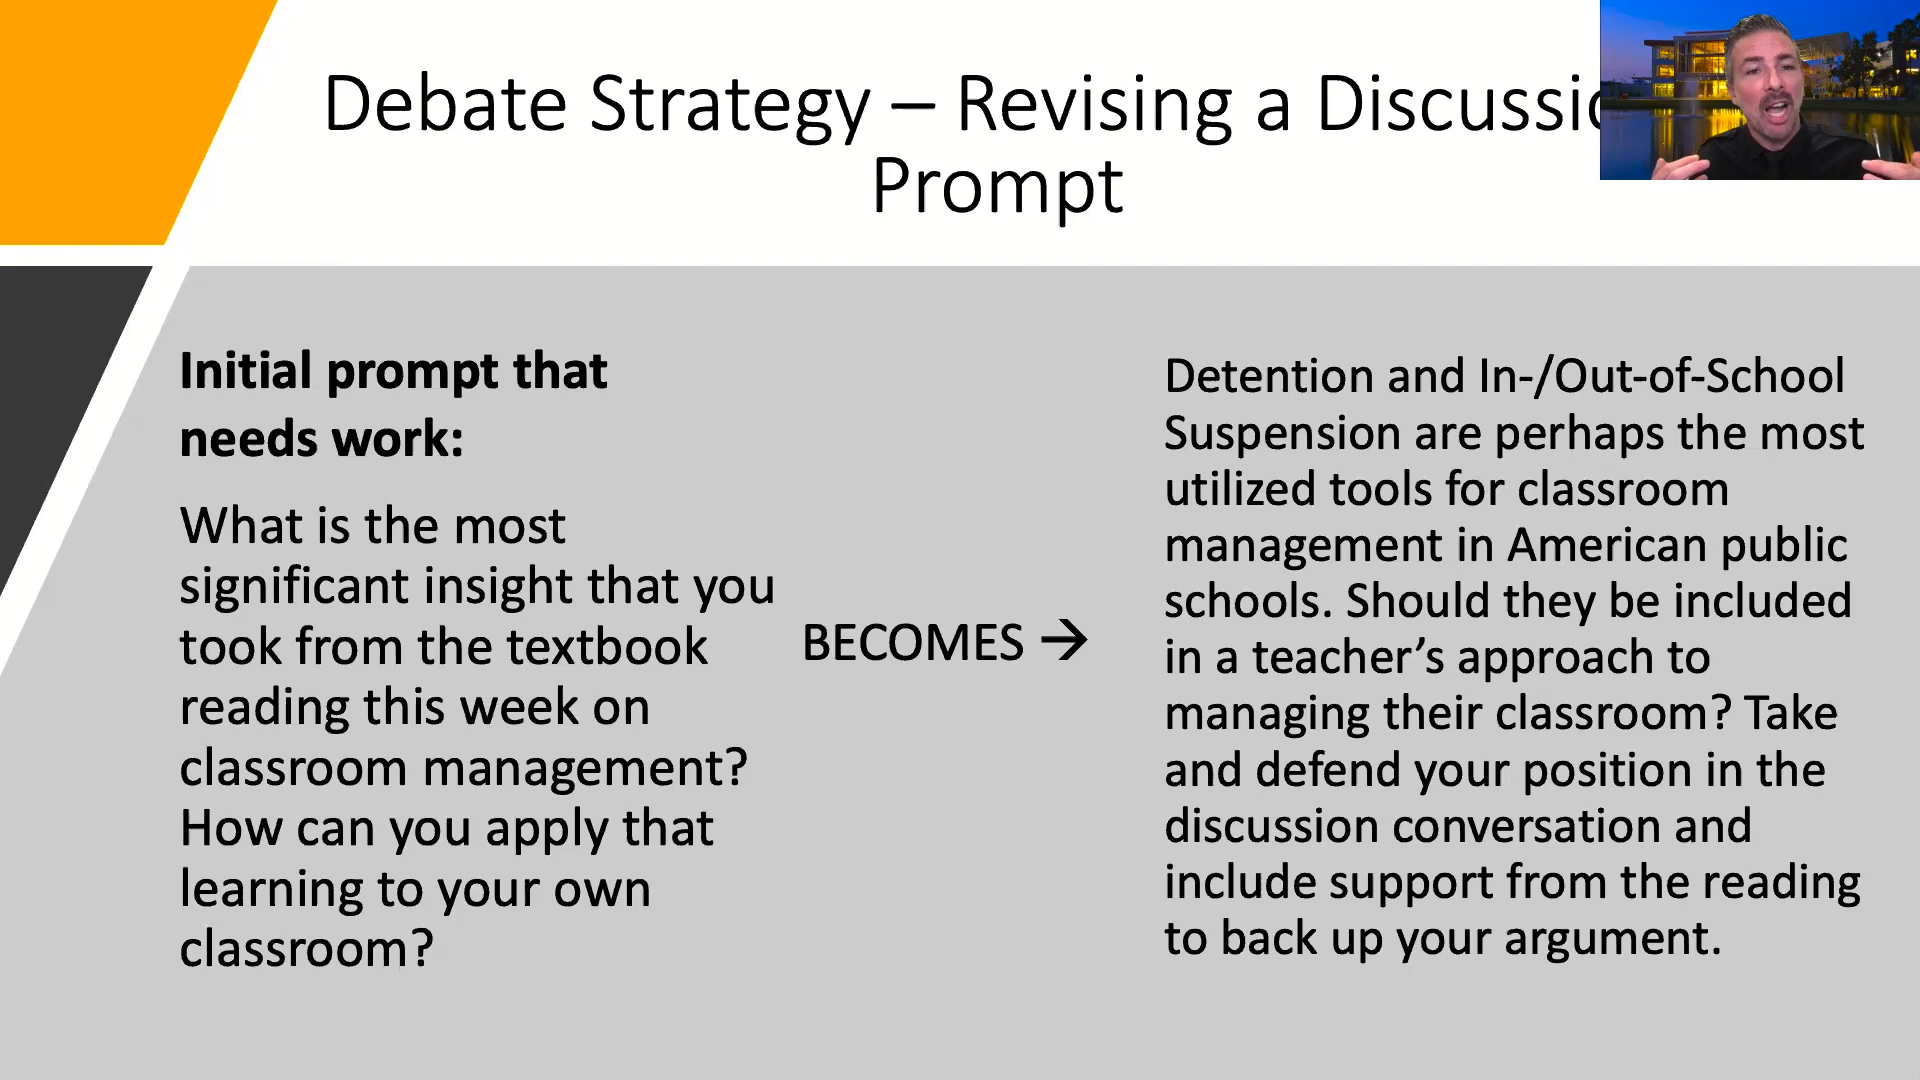 Debate Strategy – Revising a
Prompt
Initial prompt that
needs work:
What is the most
significant insight that you
took from the textbook
reading this week on
classroom management?
How can you apply that
learning to your own
classroom?
BECOMES →
Detention and In-/Out-of-School
Suspension are perhaps the most
utilized tools for classroom
management in American public
schools. Should they be included
in a teacher’s approach to
managing their classroom? Take
and defend your position in the
discussion conversation and
include support from the reading
to back up your argument.